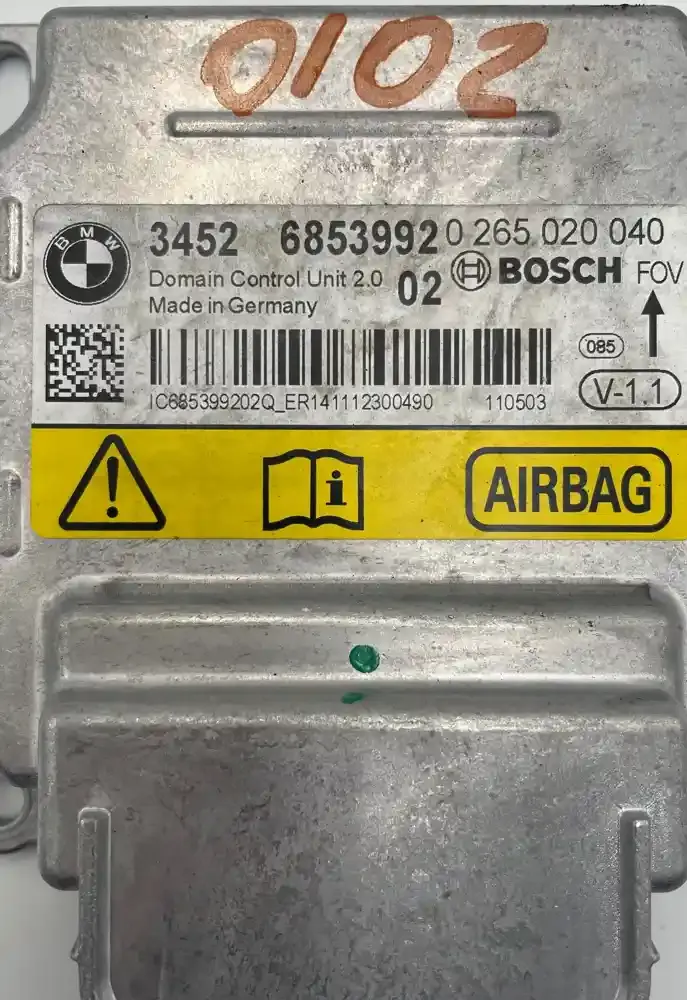 0102
BMW
3452 6853992 0 265 020 040
Domain Control Unit 2.0 02 BOSCH FOV
Made in Germany
085
IC685399202Q_ER141112300490 110503
V-1.1
i
AIRBAG